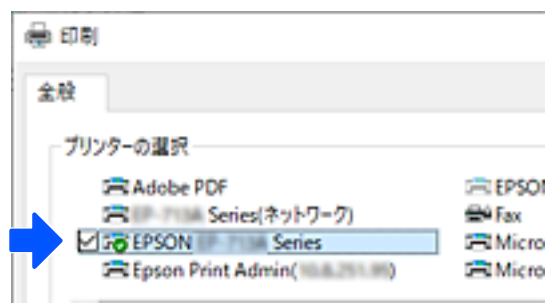 印刷
全般
プリンターの選択
Adobe PDF
EPSON
Series(ネットワーク)
Fax
EPSON Series
Micro
Epson Print Admin( )
Micro